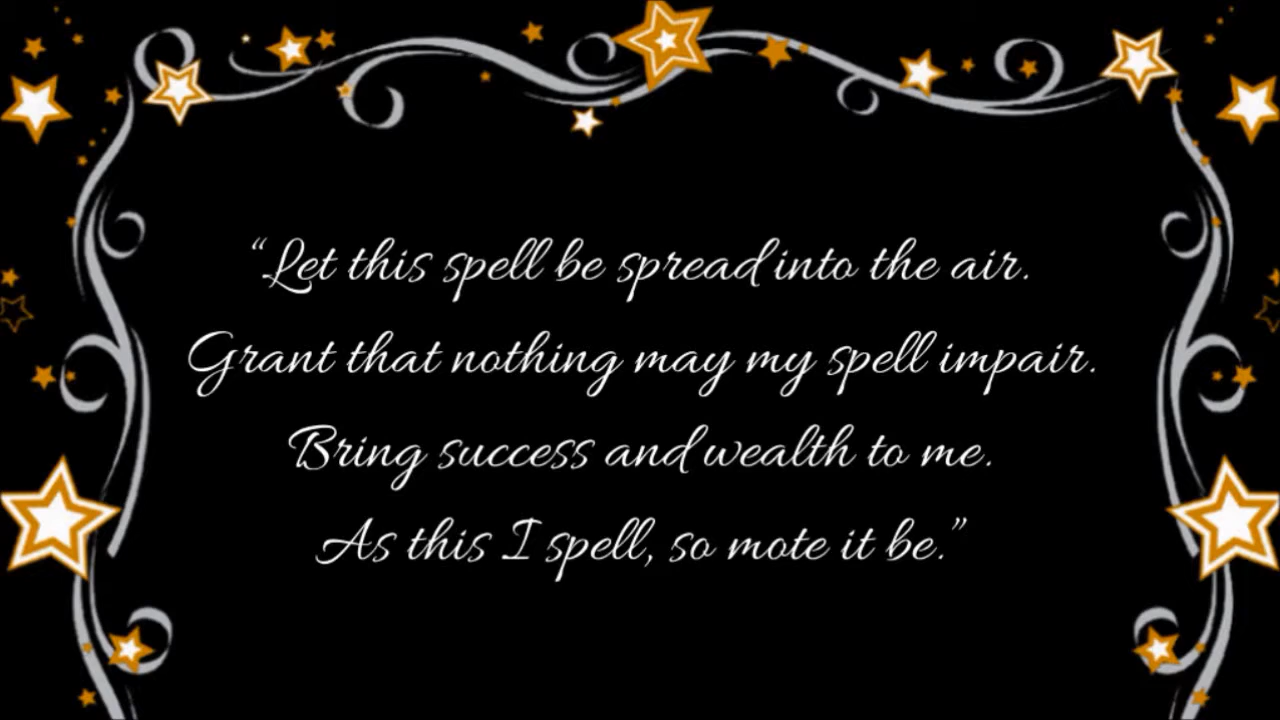 “Let this spell be spread into the air.
Grant that nothing may my spell impair.
Bring success and wealth to me.
As this I spell, so mote it be.”